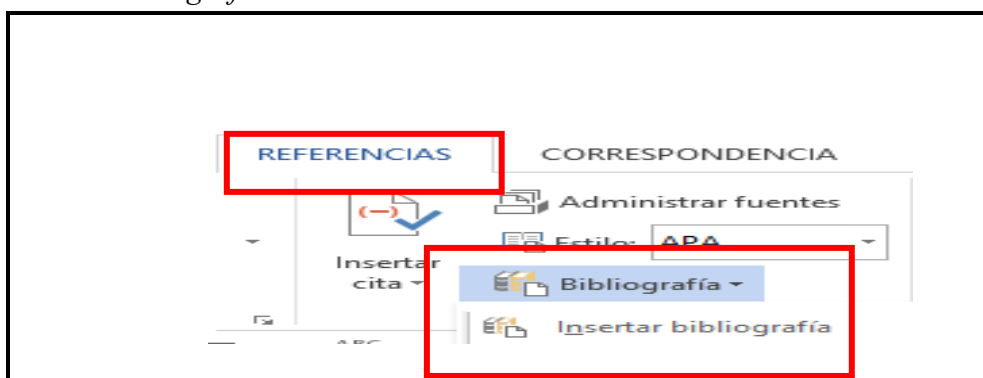 REFERENCIAS CORRESPONDENCIA
Administrar fuentes
Estilo: APA
Insertar
cita
Bibliografía
Insertar bibliografía